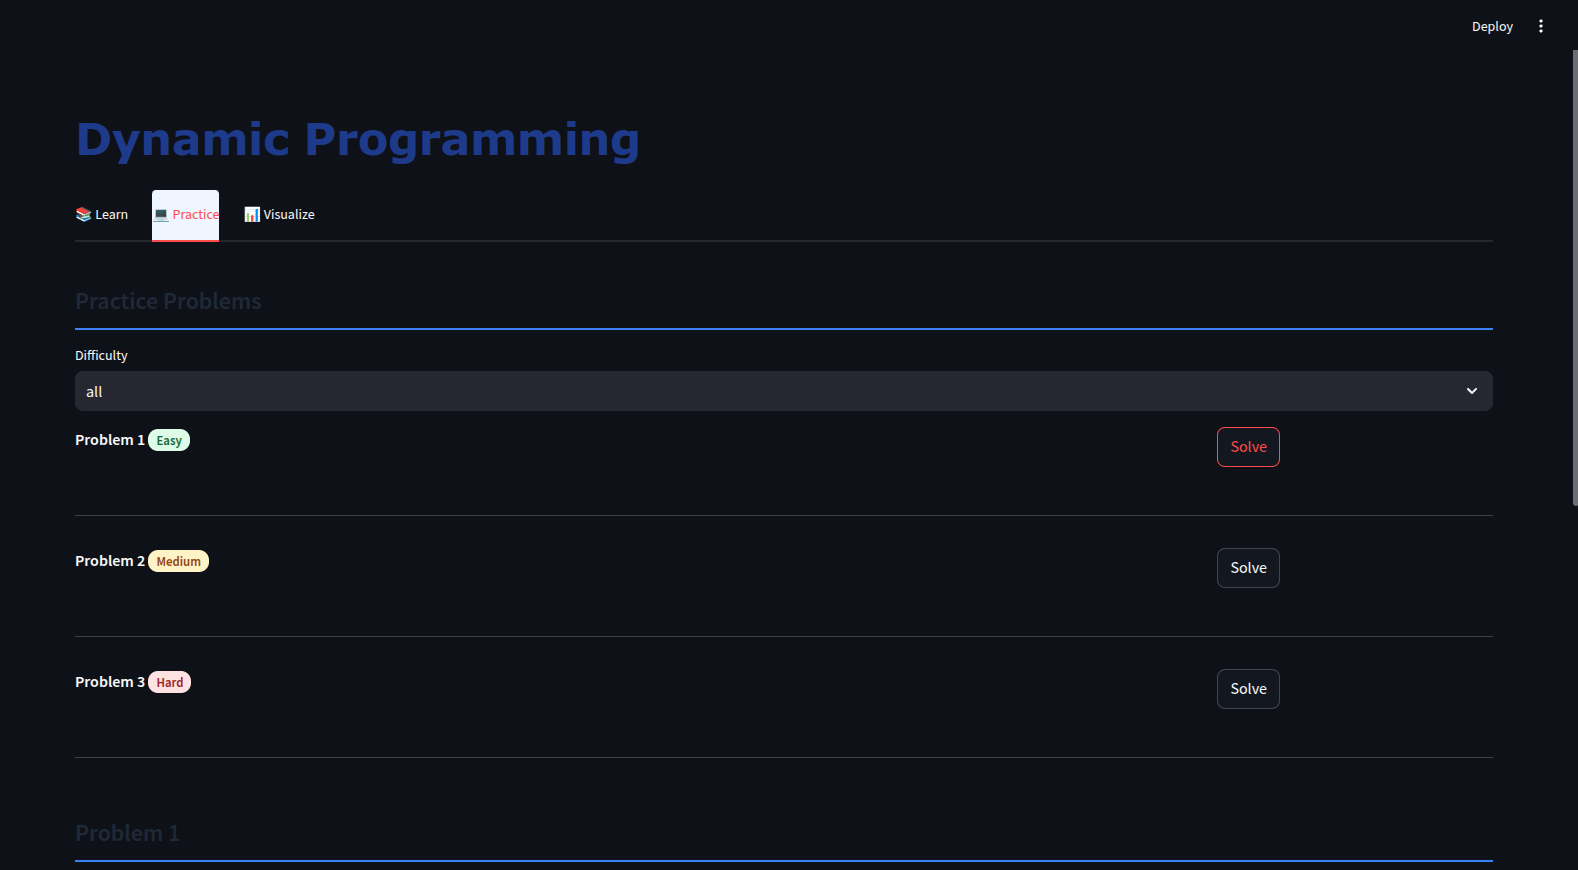 Deploy
Dynamic Programming
📚 Learn 💻 Practice 📊 Visualize
Practice Problems
Difficulty
all
Problem 1 Easy Solve
Problem 2 Medium Solve
Problem 3 Hard Solve
Problem 1